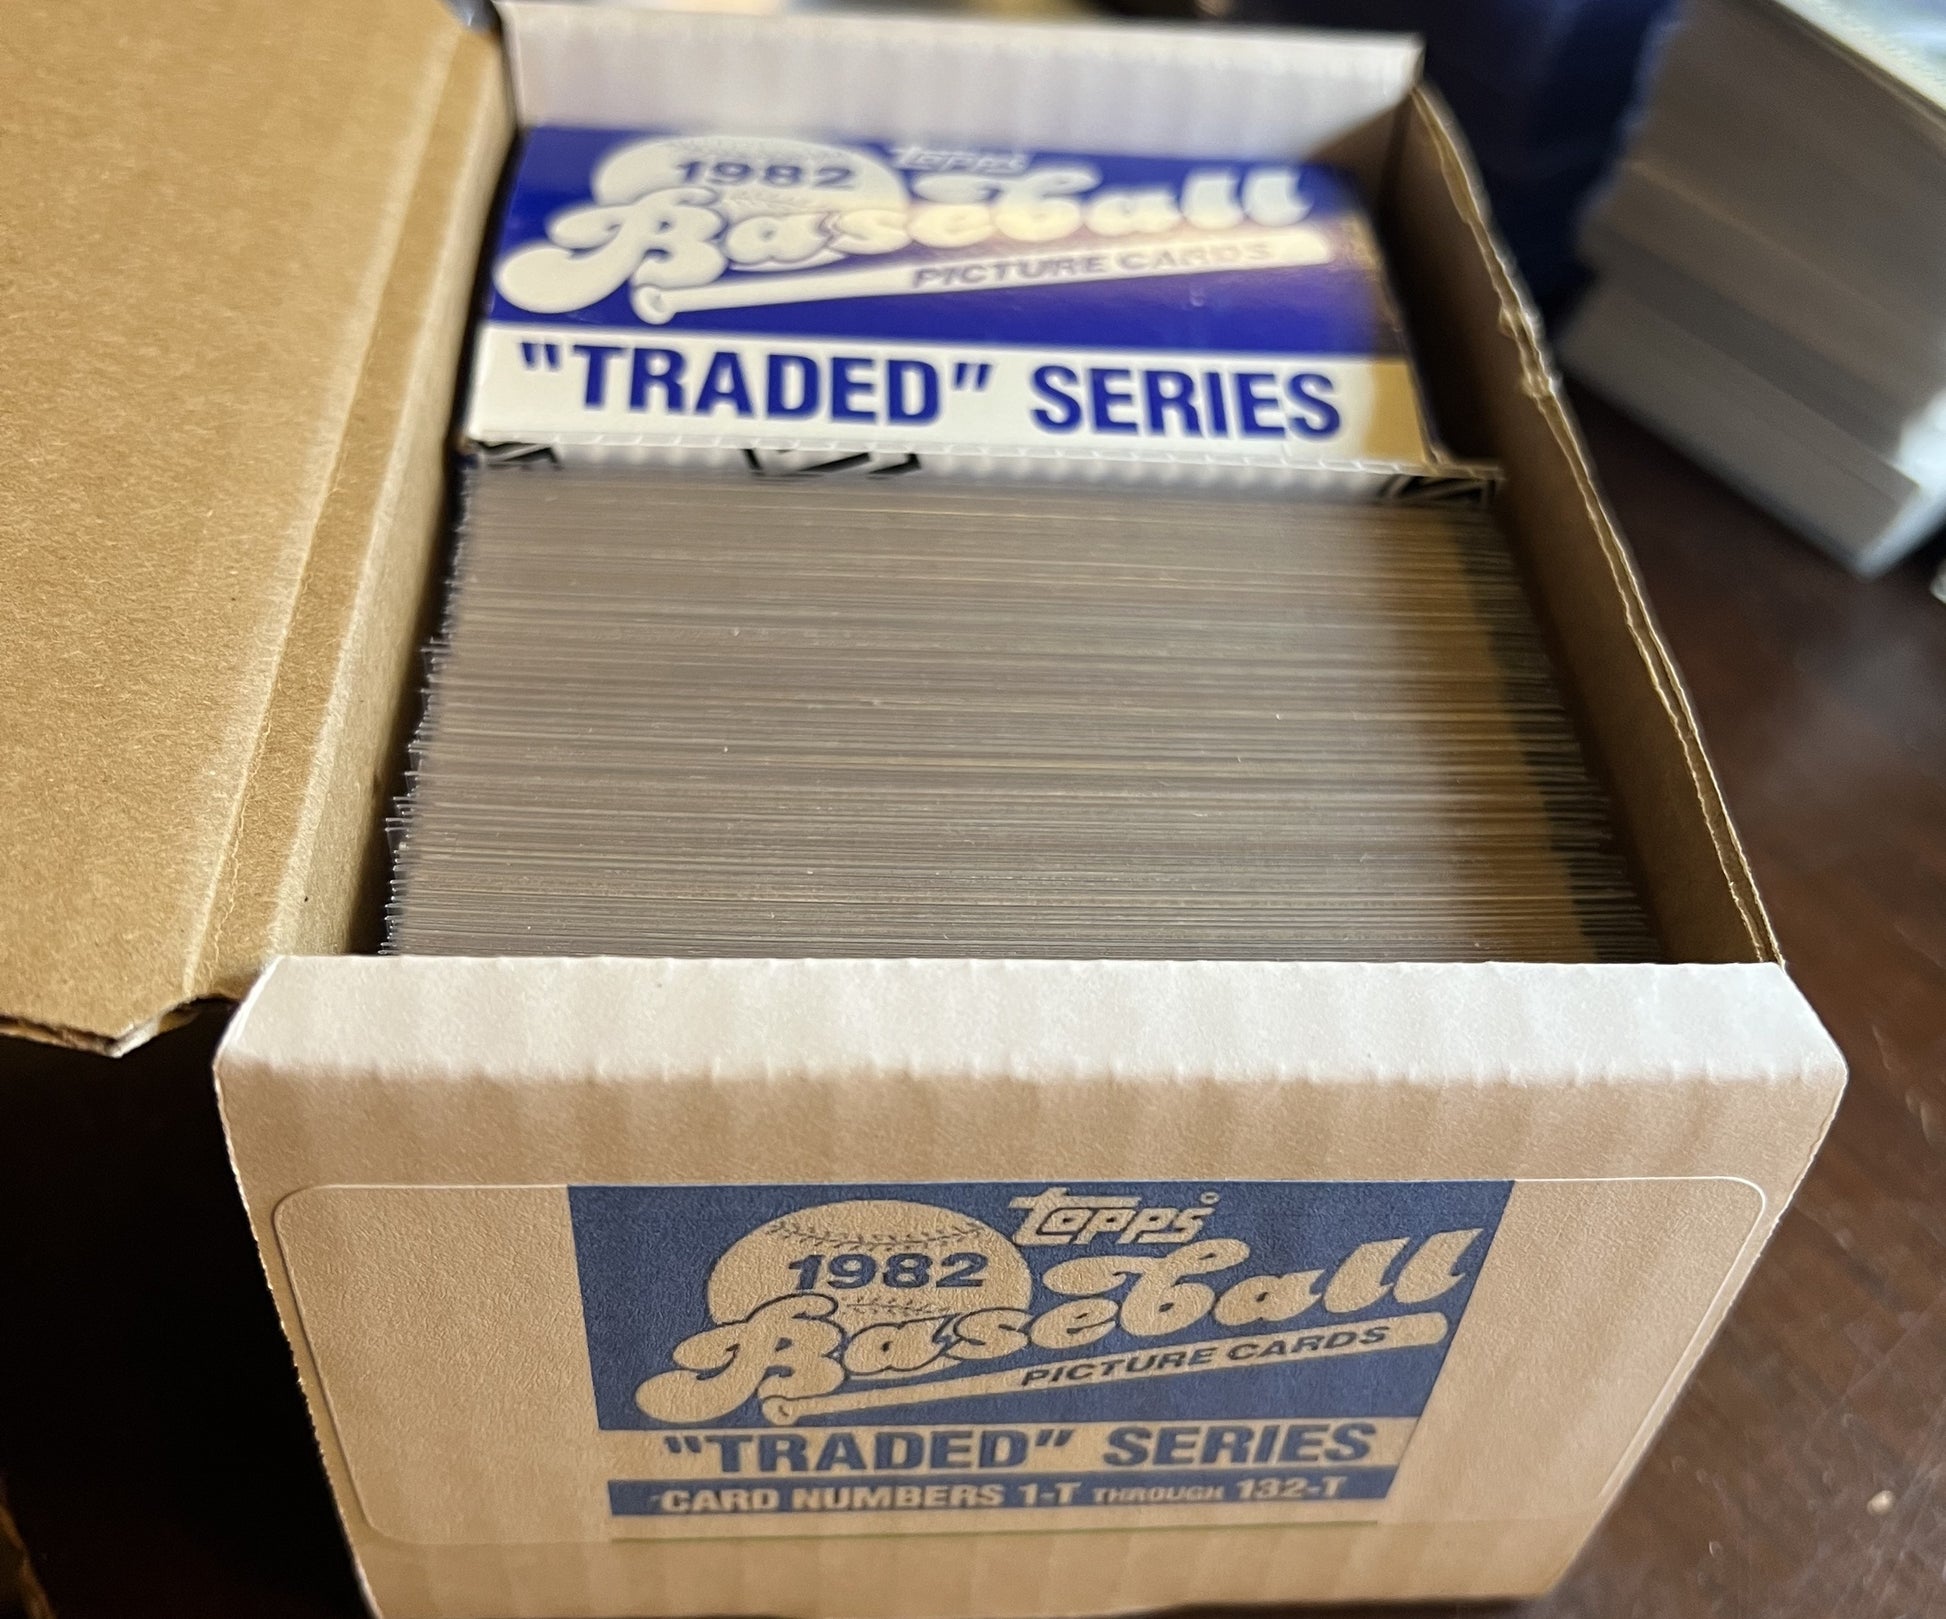 1982
topps
Baseball
PICTURE CARDS
"TRADED" SERIES
topps
1982
Baseball
PICTURE CARDS
"TRADED" SERIES
CARD NUMBERS 1-T THROUGH 132-T